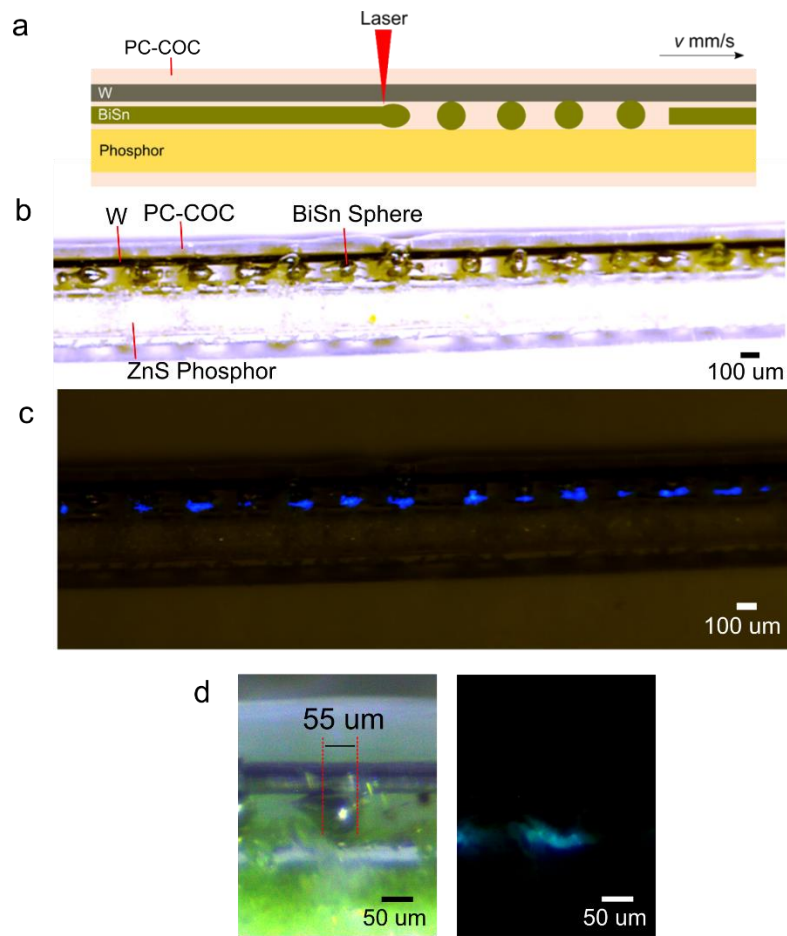 a
Laser
PC-COC
v mm/s
W
BiSn
Phosphor
b
W
PC-COC
BiSn Sphere
ZnS Phosphor
100 um
c
100 um
d
55 um
50 um
50 um